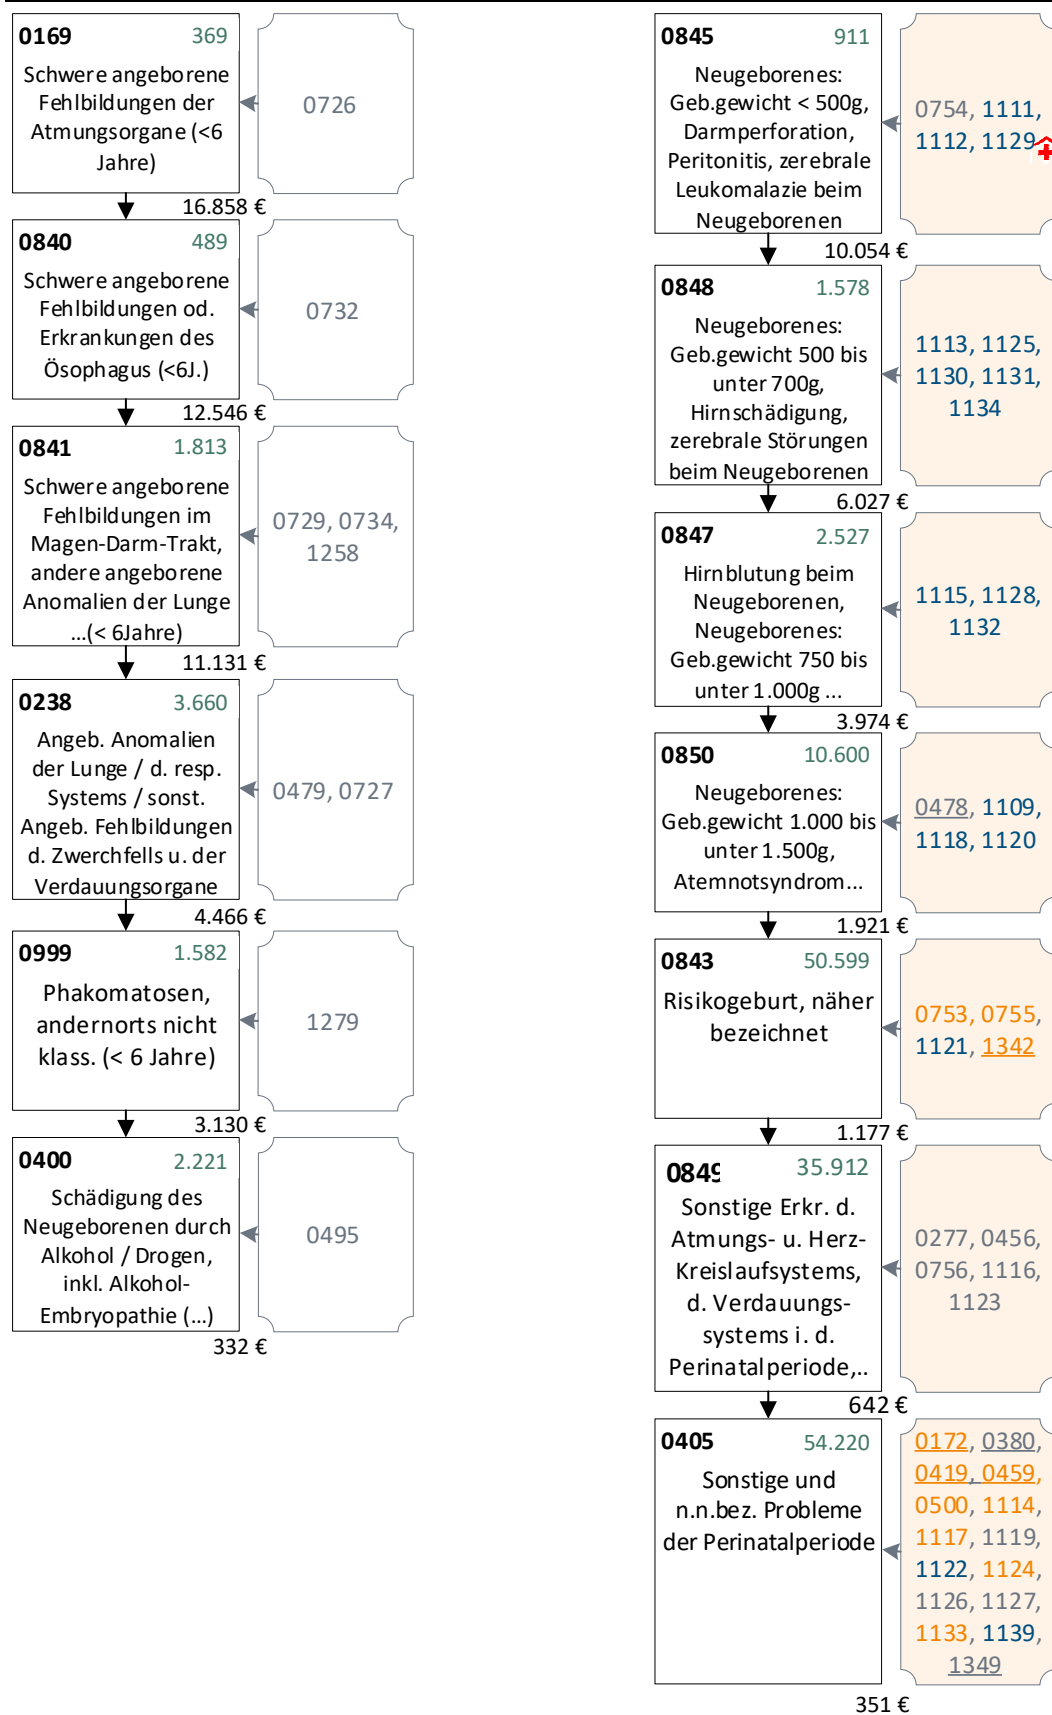 0169 369
Schwere angeborene
Fehlbildungen der
Atmungsorgane (<6
Jahre)
0726
16.858 €
0840 489
Schwere angeborene
Fehlbildungen od.
Erkrankungen des
Ösophagus (<6J.)
0732
12.546 €
0841 1.813
Schwere angeborene
Fehlbildungen im
Magen-Darm-Trakt,
andere angeborene
Anomalien der Lunge
...(< 6Jahre)
0729, 0734,
1258
11.131 €
0238 3.660
Angeb. Anomalien
der Lunge / d. resp.
Systems / sonst.
Angeb. Fehlbildungen
d. Zwerchfells u. der
Verdauungsorgane
0479, 0727
4.466 €
0999 1.582
Phakomatosen,
andernorts nicht
klass. (< 6 Jahre)
1279
3.130 €
0400 2.221
Schädigung des
Neugeborenen durch
Alkohol / Drogen,
inkl. Alkohol-
Embryopathie (...)
0495
332 €
0845 911
Neugeborenes:
Geb.gewicht < 500g,
Darmperforation,
Peritonitis, zerebrale
Leukomalazie beim
Neugeborenen
0754, 1111,
1112, 1129
10.054 €
0848 1.578
Neugeborenes:
Geb.gewicht 500 bis
unter 700g,
Hirnschädigung,
zerebrale Störungen
beim Neugeborenen
1113, 1125,
1130, 1131,
1134
6.027 €
0847 2.527
Hirnblutung beim
Neugeborenen,
Neugeborenes:
Geb.gewicht 750 bis
unter 1.000g ...
1115, 1128,
1132
3.974 €
0850 10.600
Neugeborenes:
Geb.gewicht 1.000 bis
unter 1.500g,
Atemnotsyndrom...
0478, 1109,
1118, 1120
1.921 €
0843 50.599
Risikogeburt, näher
bezeichnet
0753, 0755,
1121, 1342
1.177 €
0849 35.912
Sonstige Erkr. d.
Atmungs- u. Herz-
Kreislaufsystems,
d. Verdauungs-
systems i. d.
Perinatalperiode,..
0277, 0456,
0756, 1116,
1123
642 €
0405 54.220
Sonstige und
n.n.bez. Probleme
der Perinatalperiode
0172, 0380,
0419, 0459,
0500, 1114,
1117, 1119,
1122, 1124,
1126, 1127,
1133, 1139,
1349
351 €